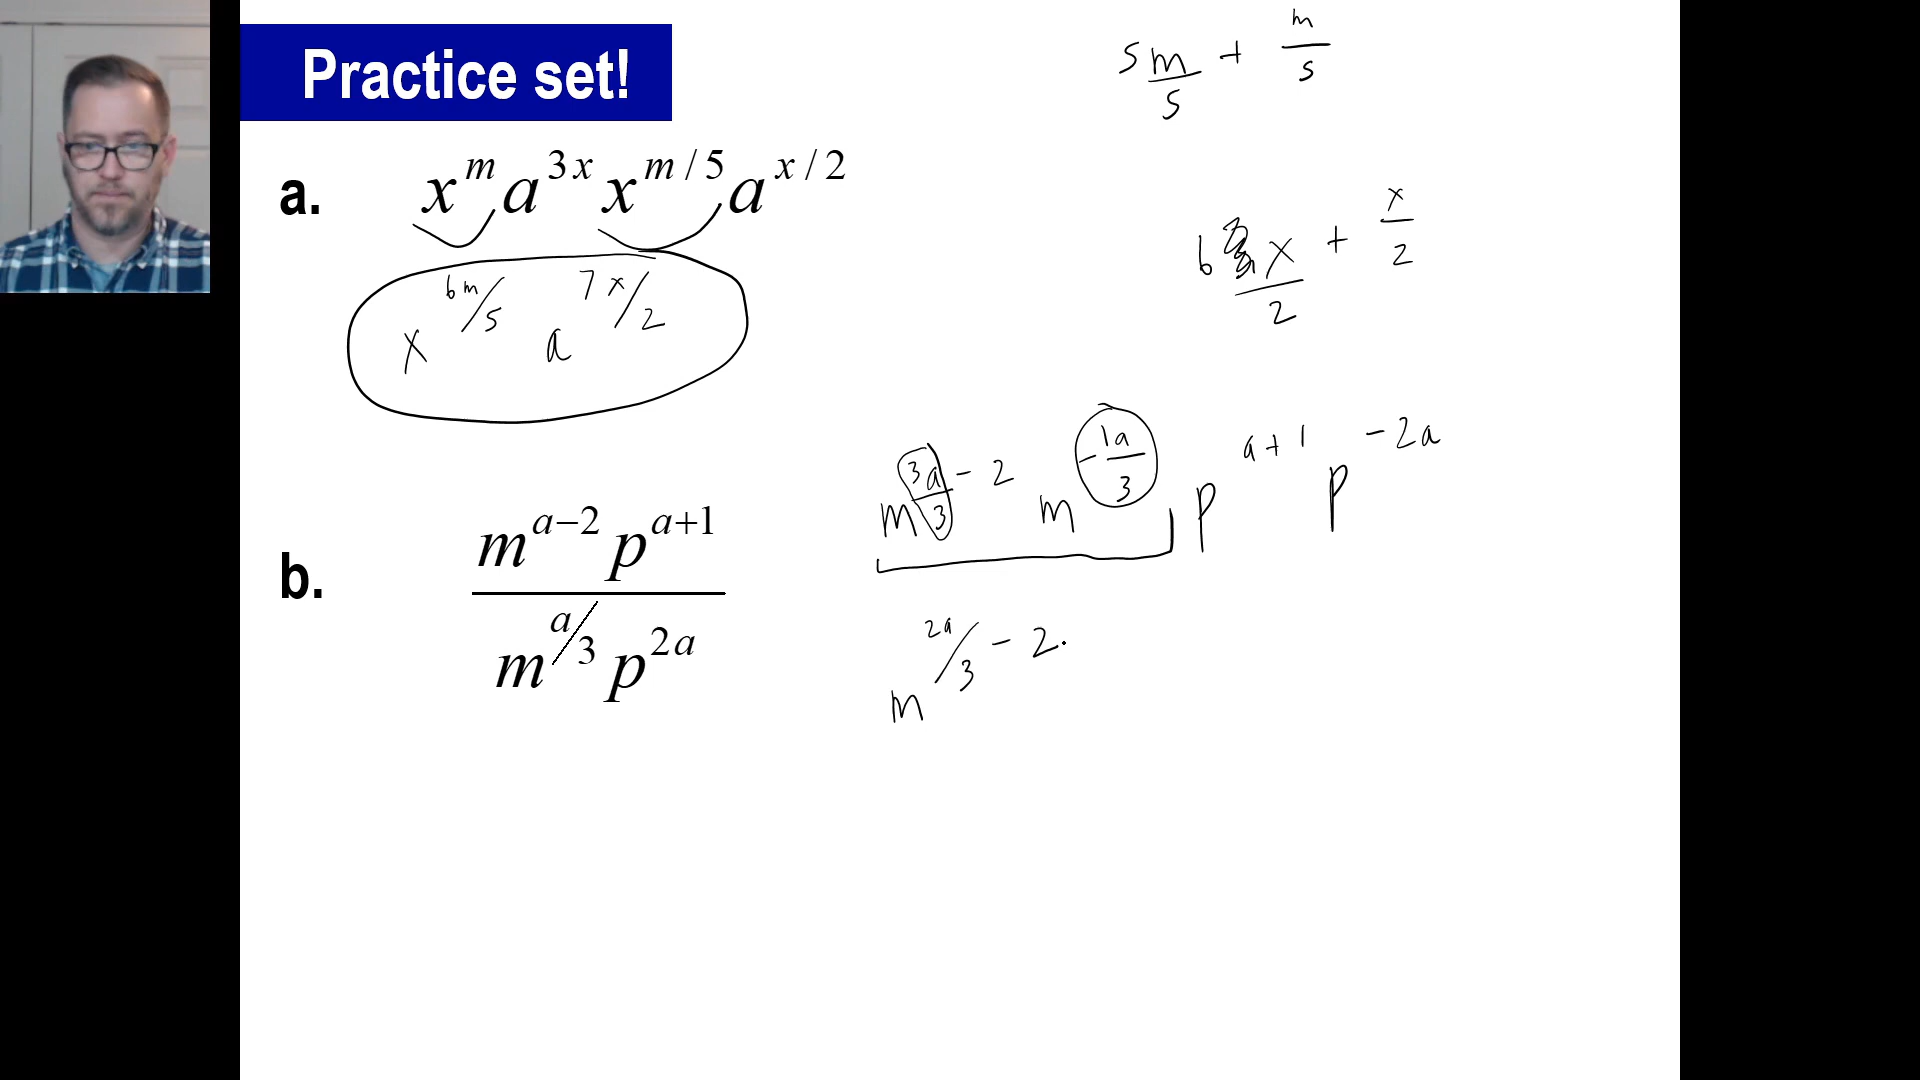 Practice set!
5m/5 + m/5
a. x^m a^{3x} x^{m/5} a^{x/2}
6x/2 + x/2
x^{6m/5} a^{7x/2}
m^{3a/3 - 2} m^{-1a/3} p^{a+1} p^{-2a}
b. m^{a-2} p^{a+1}
m^{a/3} p^{2a}
m^{2a/3 - 2}